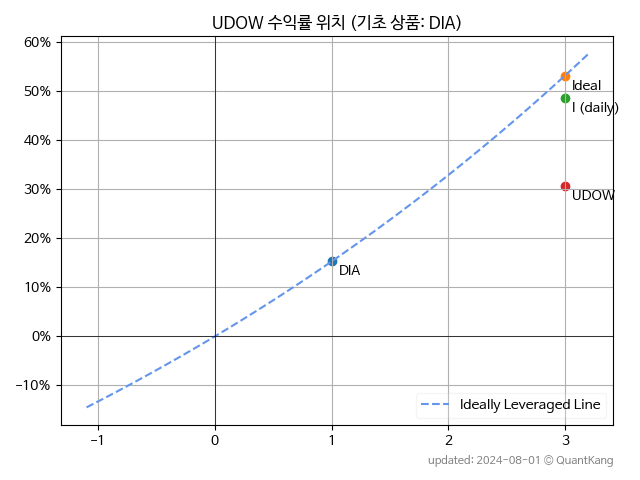 UDOW 수익률 위치 (기초 상품: DIA)
60%
50%
40%
30%
20%
10%
0%
−10%
Ideal
I (daily)
UDOW
DIA
Ideally Leveraged Line
−1
0
1
2
3
updated: 2024-08-01 © QuantKang